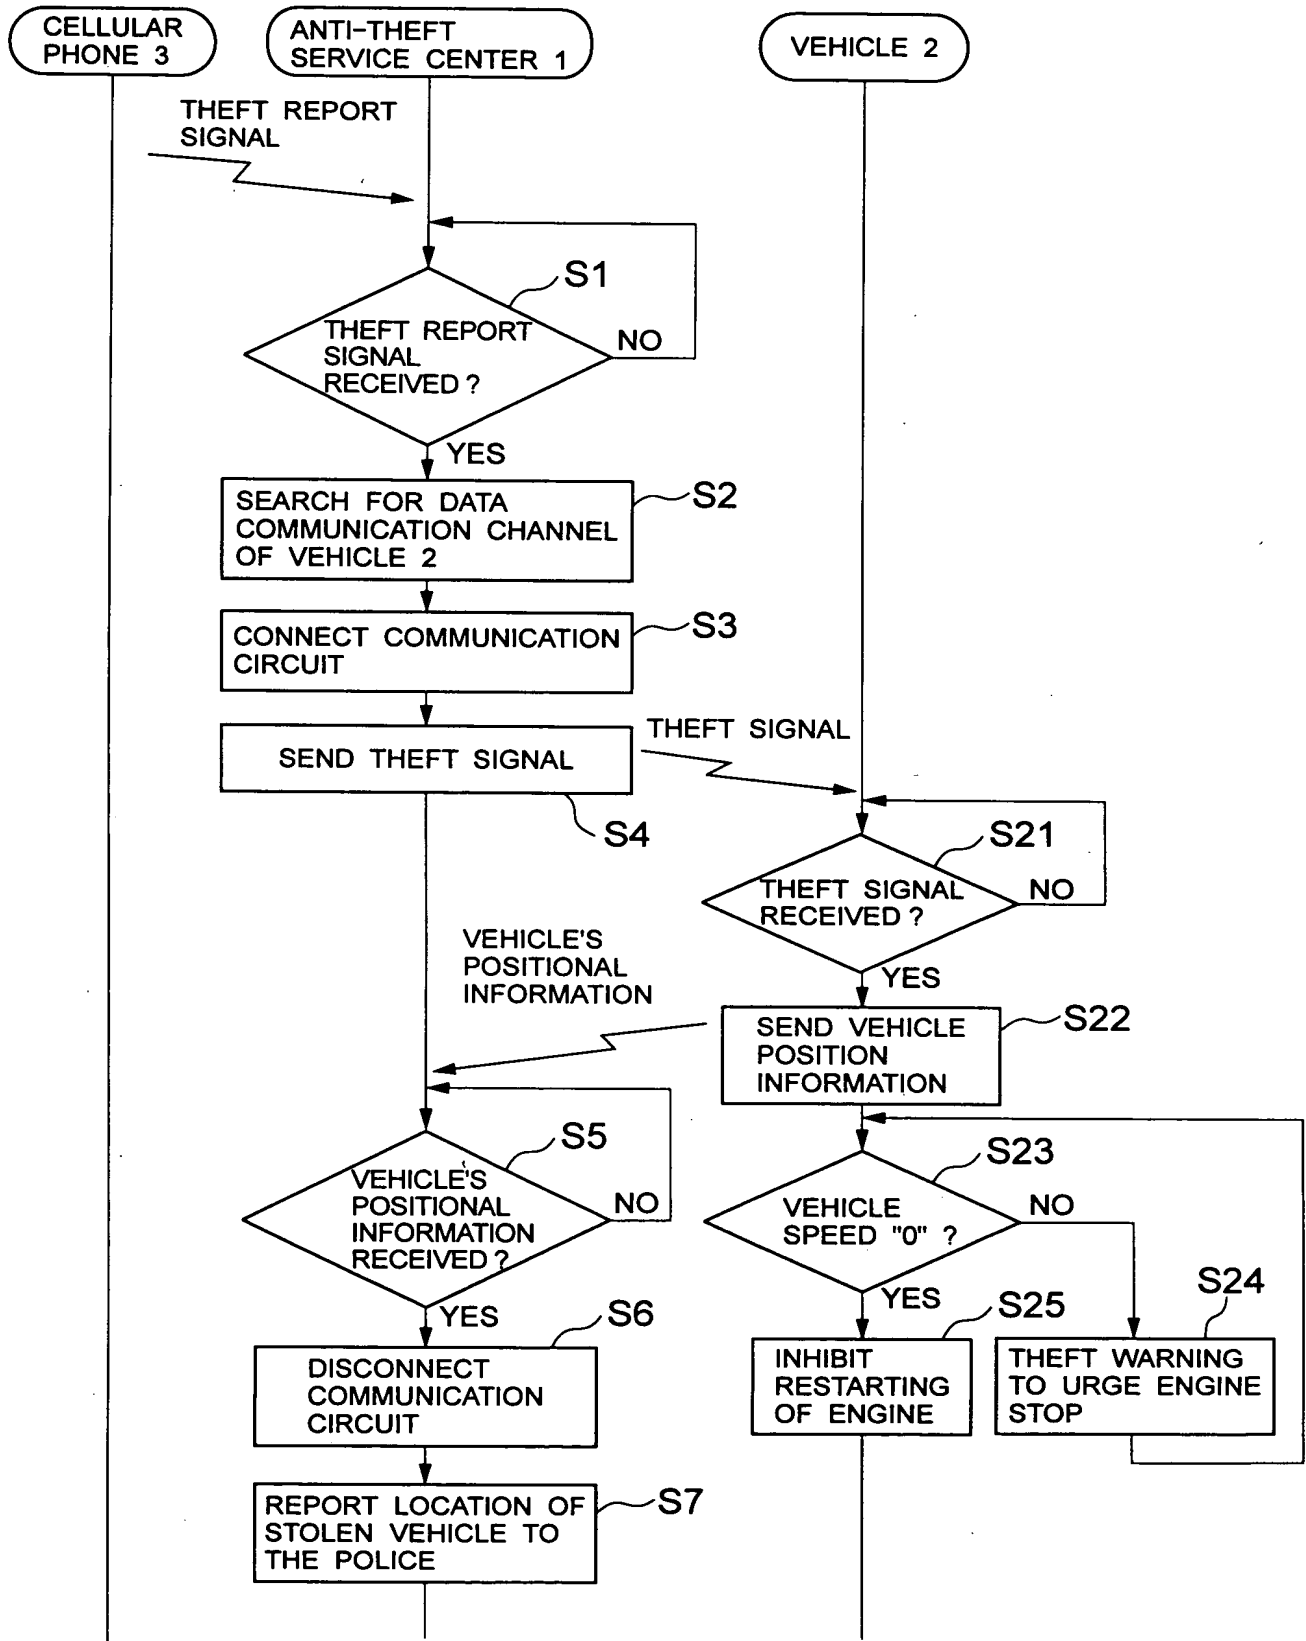 CELLULAR
PHONE 3
ANTI-THEFT
SERVICE CENTER 1
VEHICLE 2
THEFT REPORT
SIGNAL
S1
THEFT REPORT
SIGNAL
RECEIVED ?
NO
YES
S2
SEARCH FOR DATA
COMMUNICATION CHANNEL
OF VEHICLE 2
S3
CONNECT COMMUNICATION
CIRCUIT
THEFT SIGNAL
SEND THEFT SIGNAL
S4
S21
THEFT SIGNAL
RECEIVED ?
NO
YES
VEHICLE'S
POSITIONAL
INFORMATION
S22
SEND VEHICLE
POSITION
INFORMATION
S5
VEHICLE'S
POSITIONAL
INFORMATION
RECEIVED ?
NO
YES
S23
VEHICLE
SPEED "0" ?
NO
YES
S24
THEFT WARNING
TO URGE ENGINE
STOP
S25
INHIBIT
RESTARTING
OF ENGINE
S6
DISCONNECT
COMMUNICATION
CIRCUIT
S7
REPORT LOCATION OF
STOLEN VEHICLE TO
THE POLICE